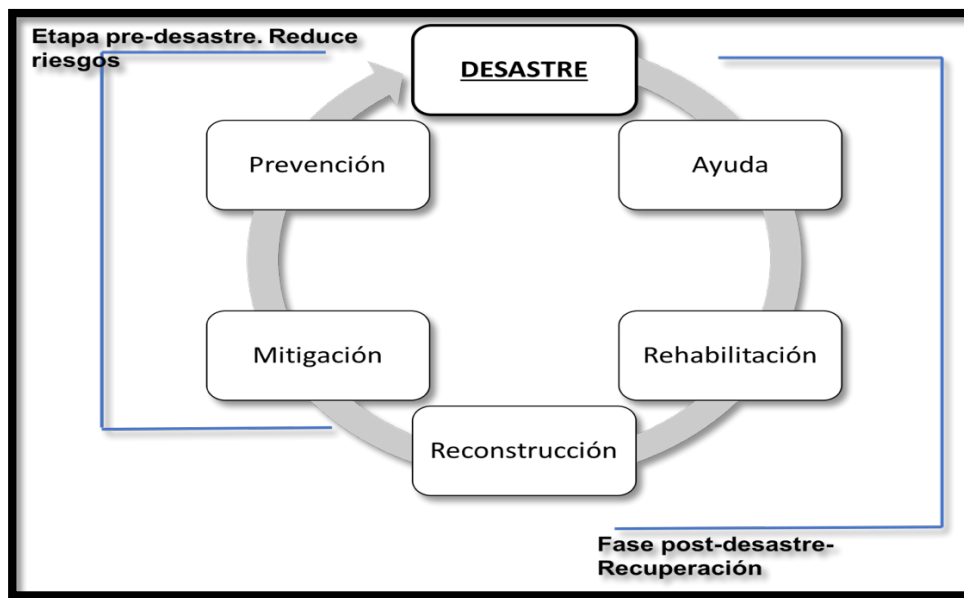 Etapa pre-desastre. Reduce
riesgos
DESASTRE
Prevención
Ayuda
Mitigación
Rehabilitación
Reconstrucción
Fase post-desastre-
Recuperación